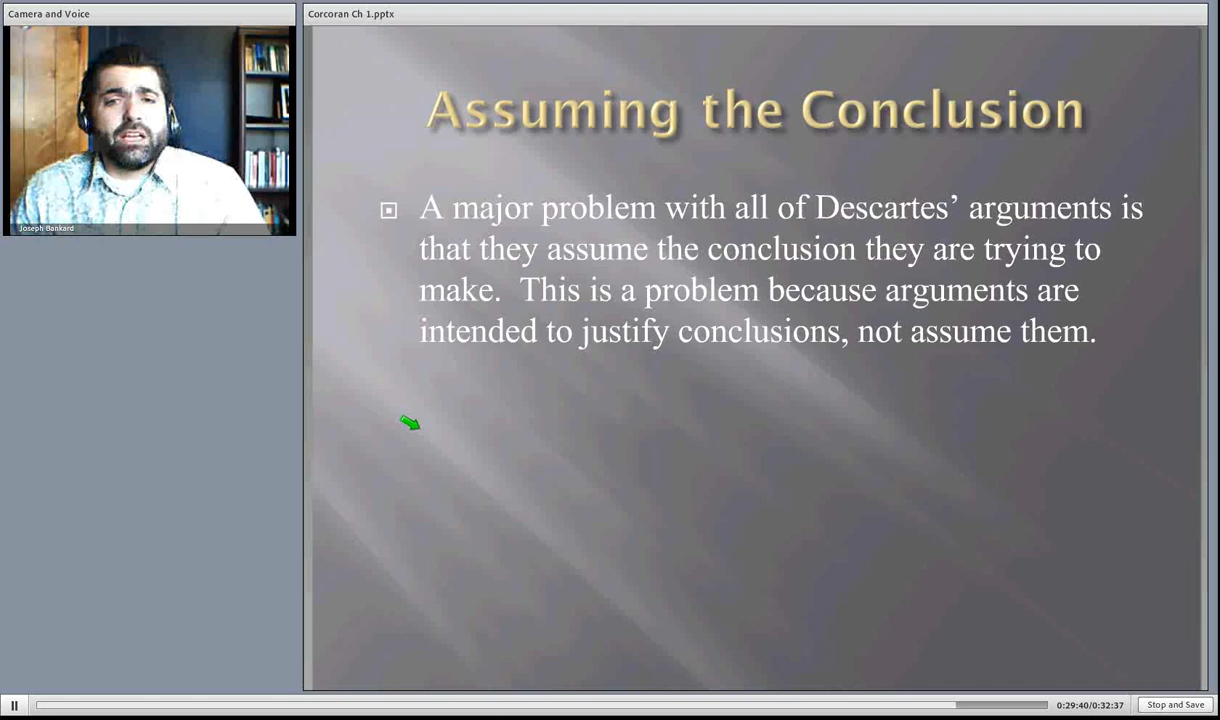 Camera and Voice
Joseph Bankard
Corcoran Ch 1.pptx
Assuming the Conclusion
A major problem with all of Descartes’ arguments is
that they assume the conclusion they are trying to
make.  This is a problem because arguments are
intended to justify conclusions, not assume them.
0:29:40/0:32:37
Stop and Save